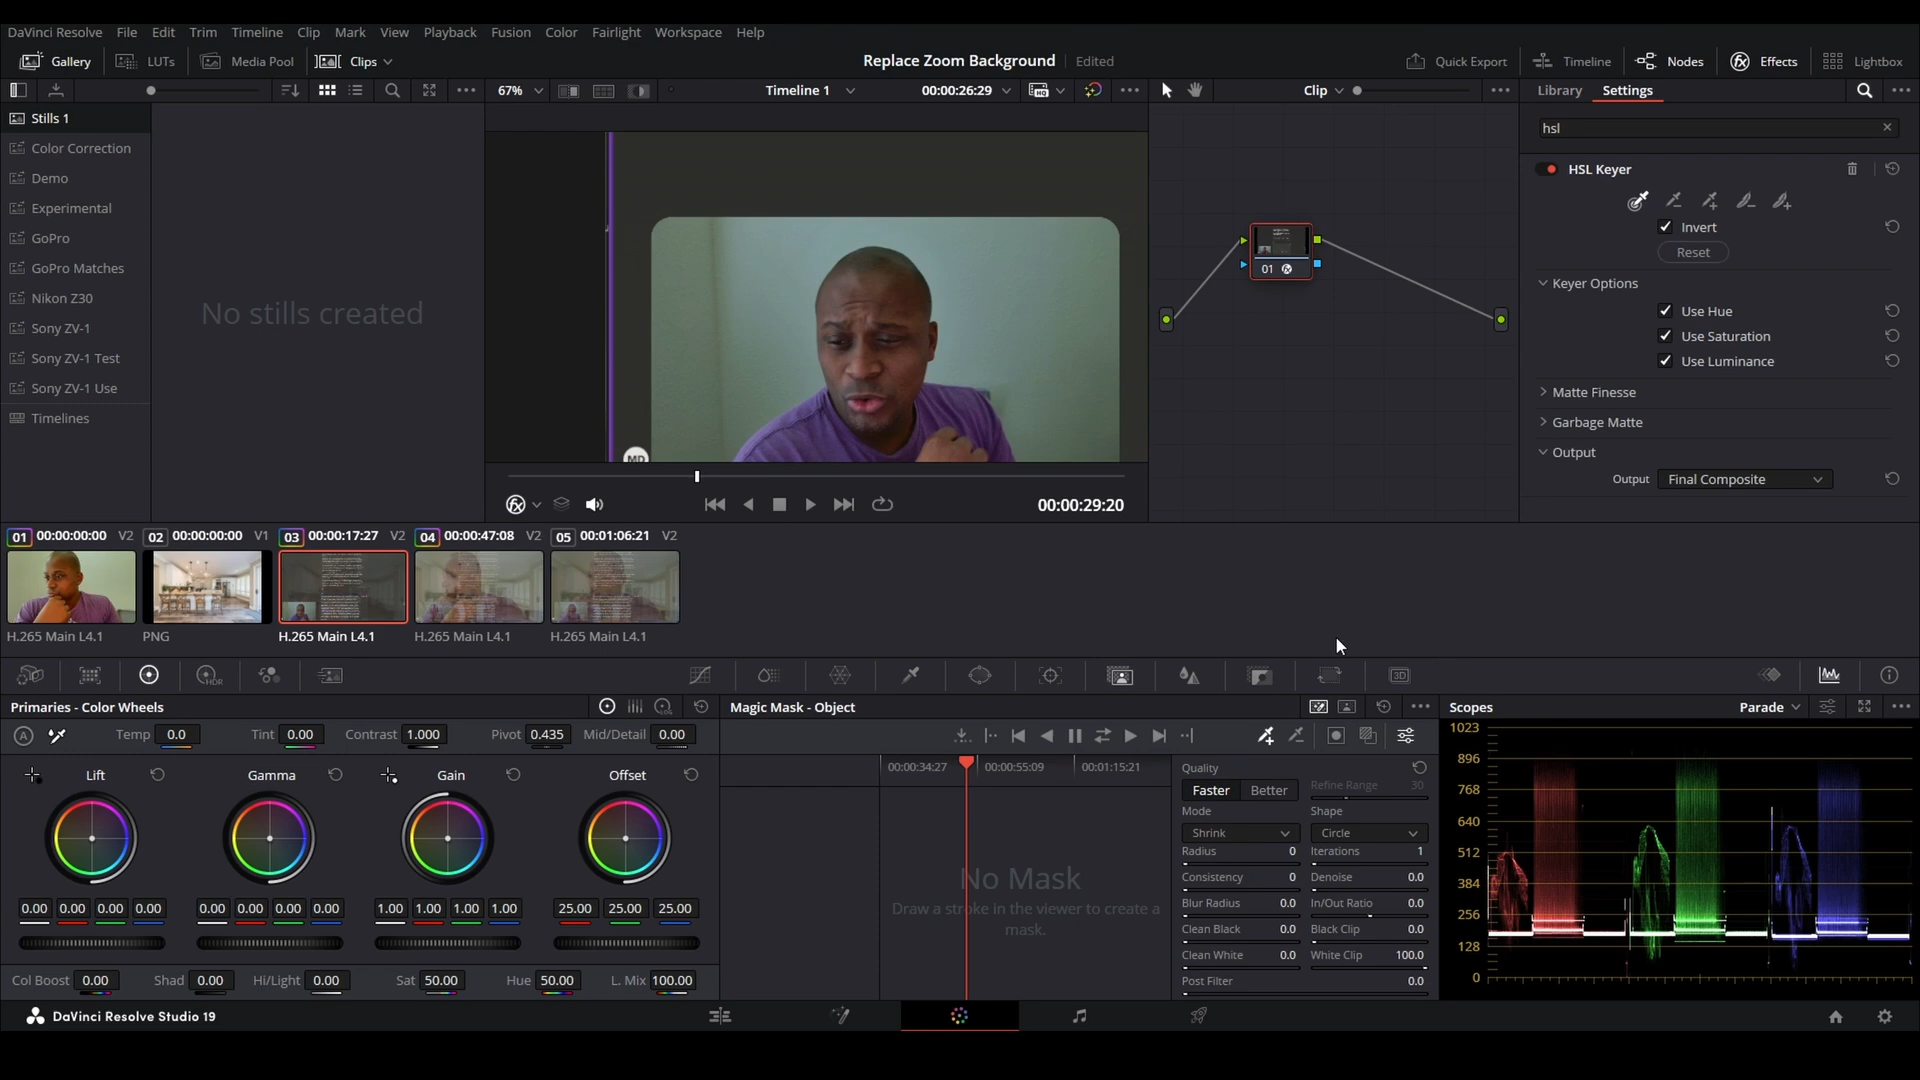 DaVinci Resolve File Edit Trim Timeline Clip Mark View Playback Fusion Color Fairlight Workspace Help
Gallery LUTs Media Pool Clips Replace Zoom Background Edited Quick Export Timeline Nodes Effects Lightbox
67% Timeline 1 00:00:26:29 Clip Library Settings
Stills 1
Color Correction
Demo
Experimental
GoPro
GoPro Matches
Nikon Z30
Sony ZV-1
Sony ZV-1 Test
Sony ZV-1 Use
Timelines
No stills created
MD
00:00:29:20
01
hsl
HSL Keyer
Invert
Reset
Keyer Options
Use Hue
Use Saturation
Use Luminance
Matte Finesse
Garbage Matte
Output
Output Final Composite
01 00:00:00:00 V2 02 00:00:00:00 V1 03 00:00:17:27 V2 04 00:00:47:08 V2 05 00:01:06:21 V2
H.265 Main L4.1 PNG H.265 Main L4.1 H.265 Main L4.1 H.265 Main L4.1
HDR 3D
Primaries - Color Wheels
A Temp 0.0 Tint 0.00 Contrast 1.000 Pivot 0.435 Mid/Detail 0.00
Lift Gamma Gain Offset
0.00 0.00 0.00 0.00 0.00 0.00 0.00 0.00 1.00 1.00 1.00 1.00 25.00 25.00 25.00
Col Boost 0.00 Shad 0.00 Hi/Light 0.00 Sat 50.00 Hue 50.00 L. Mix 100.00
Magic Mask - Object
00:00:34:27 00:00:55:09 00:01:15:21
No Mask
Draw a stroke in the viewer to create a
mask.
Quality
Faster Better Refine Range 30
Mode Shape
Shrink Circle
Radius 0 Iterations 1
Consistency 0 Denoise 0.0
Blur Radius 0.0 In/Out Ratio 0.0
Clean Black 0.0 Black Clip 0.0
Clean White 0.0 White Clip 100.0
Post Filter 0.0
Scopes Parade
1023
896
768
640
512
384
256
128
0
DaVinci Resolve Studio 19